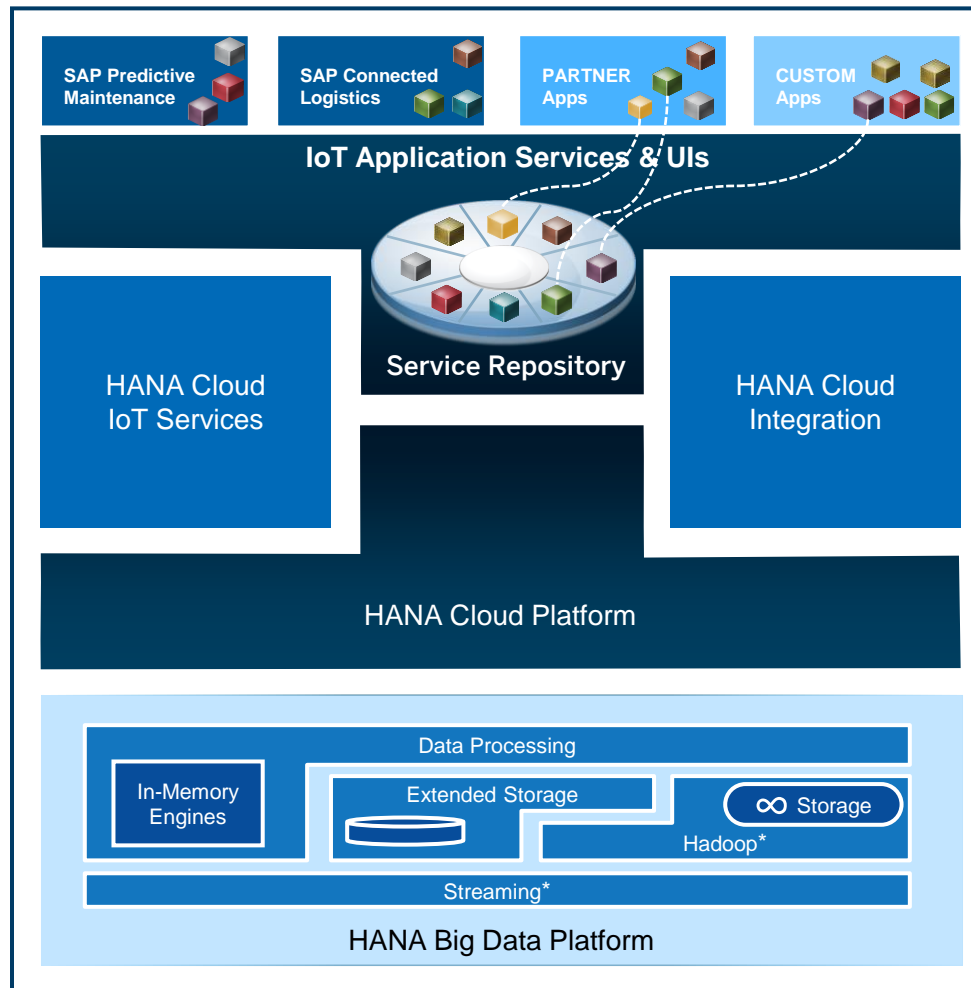 SAP Predictive
Maintenance
SAP Connected
Logistics
PARTNER
Apps
CUSTOM
Apps
IoT Application Services & UIs
Service Repository
HANA Cloud
IoT Services
HANA Cloud
Integration
HANA Cloud Platform
Data Processing
In-Memory
Engines
Extended Storage
∞ Storage
Hadoop*
Streaming*
HANA Big Data Platform